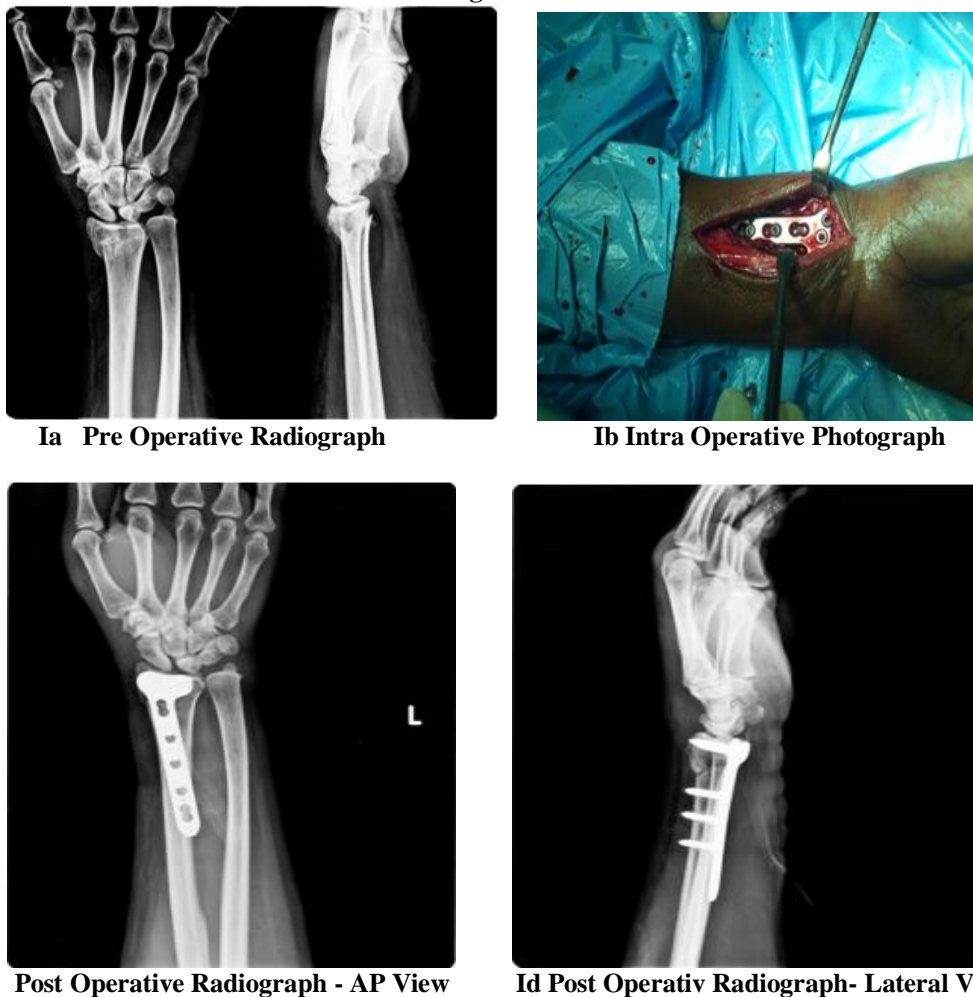 Ia Pre Operative Radiograph
Ib Intra Operative Photograph
L
Post Operative Radiograph - AP View
Id Post Operativ Radiograph- Lateral V